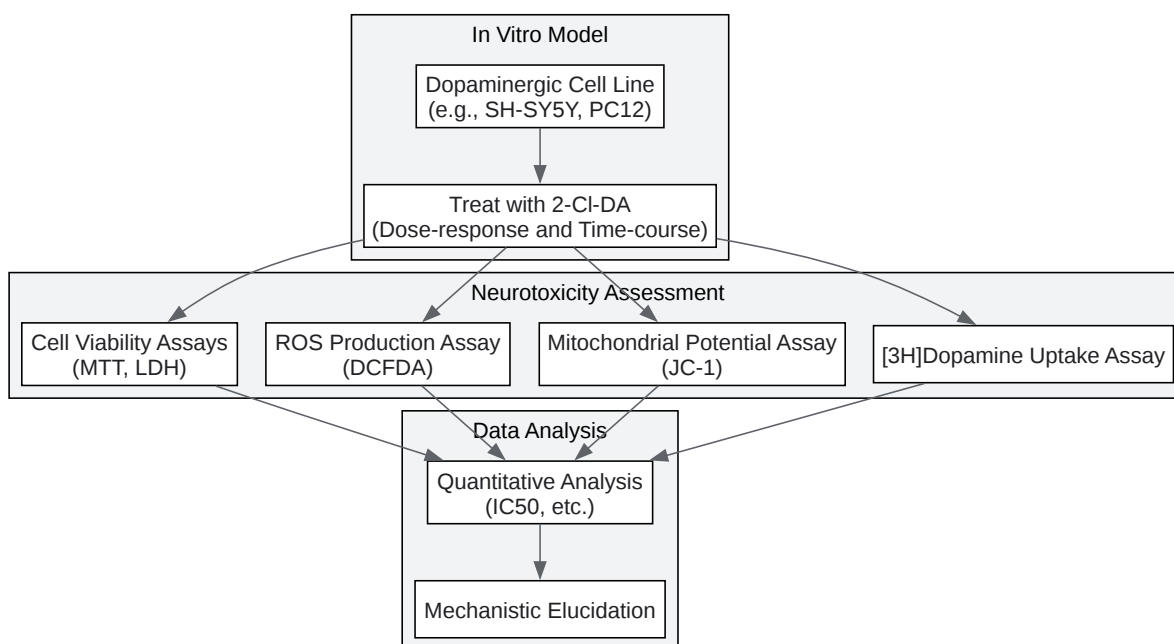 In Vitro Model
Dopaminergic Cell Line
(e.g., SH-SY5Y, PC12)
Treat with 2-Cl-DA
(Dose-response and Time-course)
Neurotoxicity Assessment
Cell Viability Assays
(MTT, LDH)
ROS Production Assay
(DCFDA)
Mitochondrial Potential Assay
(JC-1)
[3H]Dopamine Uptake Assay
Data Analysis
Quantitative Analysis
(IC50, etc.)
Mechanistic Elucidation